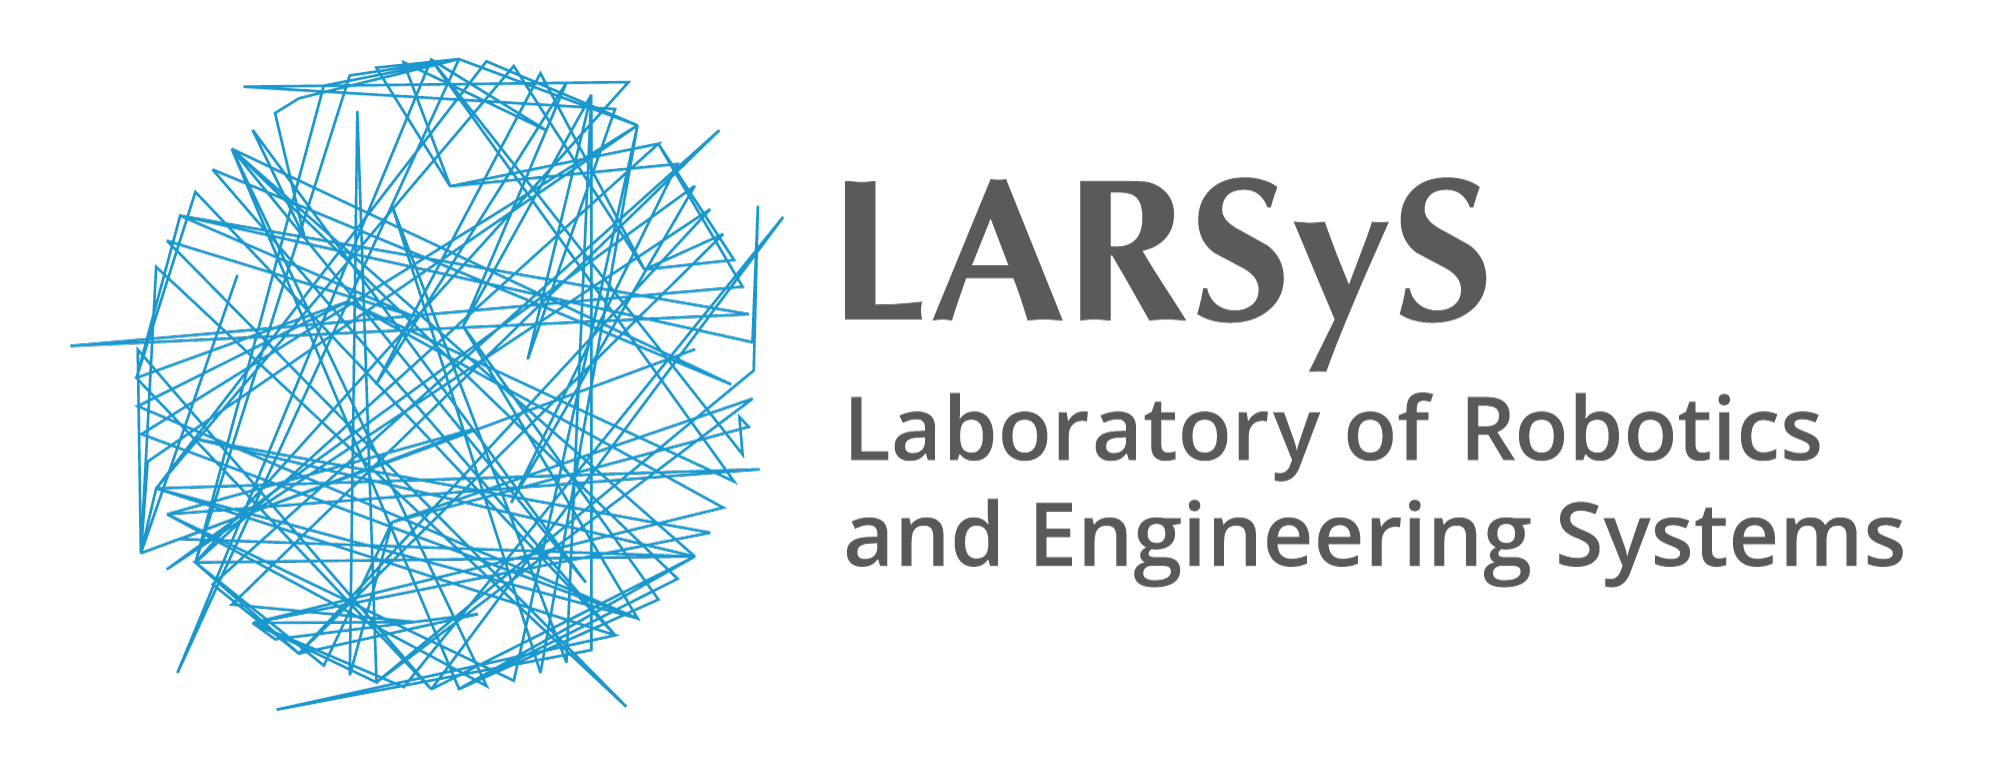 LARSyS
Laboratory of Robotics
and Engineering Systems